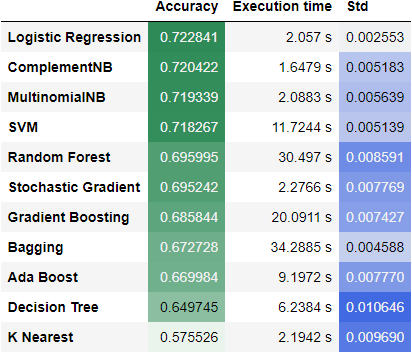 Accuracy Execution time Std
Logistic Regression 0.722841 2.057 s 0.002553
ComplementNB 0.720422 1.6479 s 0.005183
MultinomialNB 0.719339 2.0883 s 0.005639
SVM 0.718267 11.7244 s 0.005139
Random Forest 0.695995 30.497 s 0.008591
Stochastic Gradient 0.695242 2.2766 s 0.007769
Gradient Boosting 0.685844 20.0911 s 0.007427
Bagging 0.672728 34.2885 s 0.004588
Ada Boost 0.669984 9.1972 s 0.007770
Decision Tree 0.649745 6.2384 s 0.010646
K Nearest 0.575526 2.1942 s 0.009690